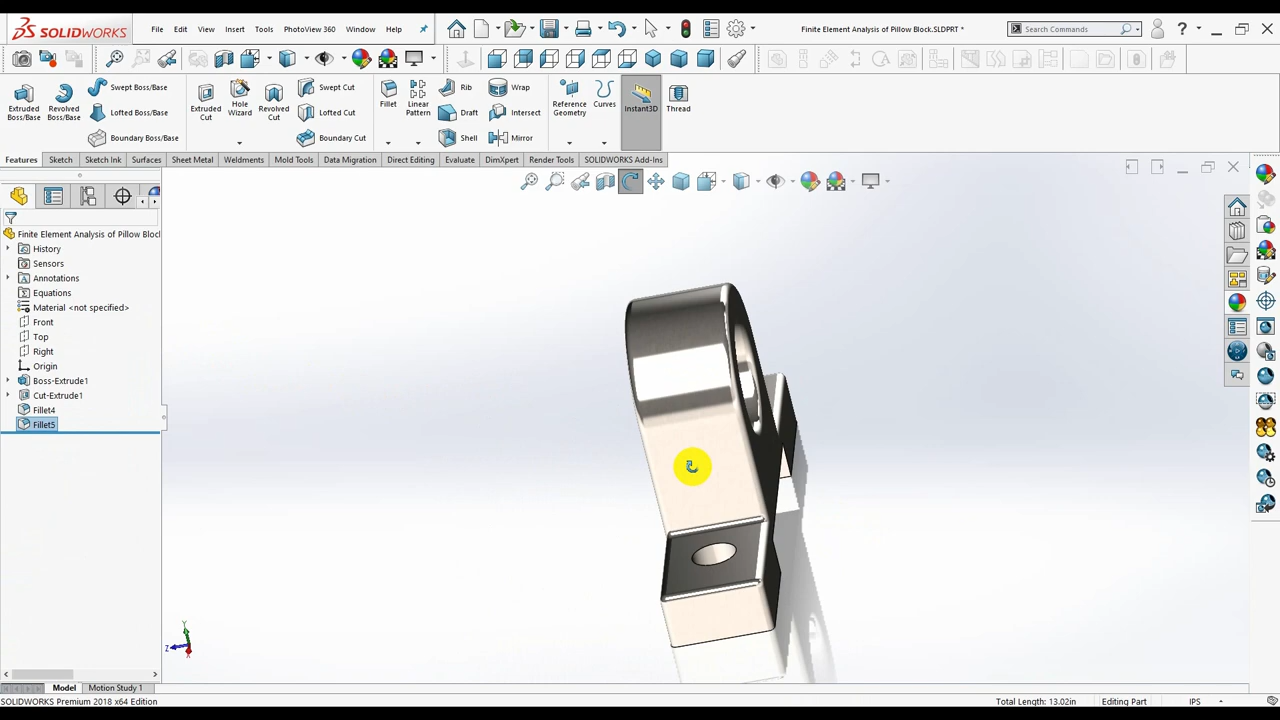 SOLIDWORKS
File Edit View Insert Tools PhotoView 360 Window Help
Finite Element Analysis of Pillow Block.SLDPRT *
Search Commands
Extruded Boss/Base
Revolved Boss/Base
Swept Boss/Base
Lofted Boss/Base
Boundary Boss/Base
Extruded Cut
Hole Wizard
Revolved Cut
Swept Cut
Lofted Cut
Boundary Cut
Fillet
Linear Pattern
Rib
Draft
Shell
Wrap
Intersect
Mirror
Reference Geometry
Curves
Instant3D
Thread
Features Sketch Sketch Ink Surfaces Sheet Metal Weldments Mold Tools Data Migration Direct Editing Evaluate DimXpert Render Tools SOLIDWORKS Add-Ins
Finite Element Analysis of Pillow Block
History
Sensors
Annotations
Equations
Material <not specified>
Front
Top
Right
Origin
Boss-Extrude1
Cut-Extrude1
Fillet4
Fillet5
Y
Z
X
Model Motion Study 1
SOLIDWORKS Premium 2018 x64 Edition
Total Length: 13.02in Editing Part IPS